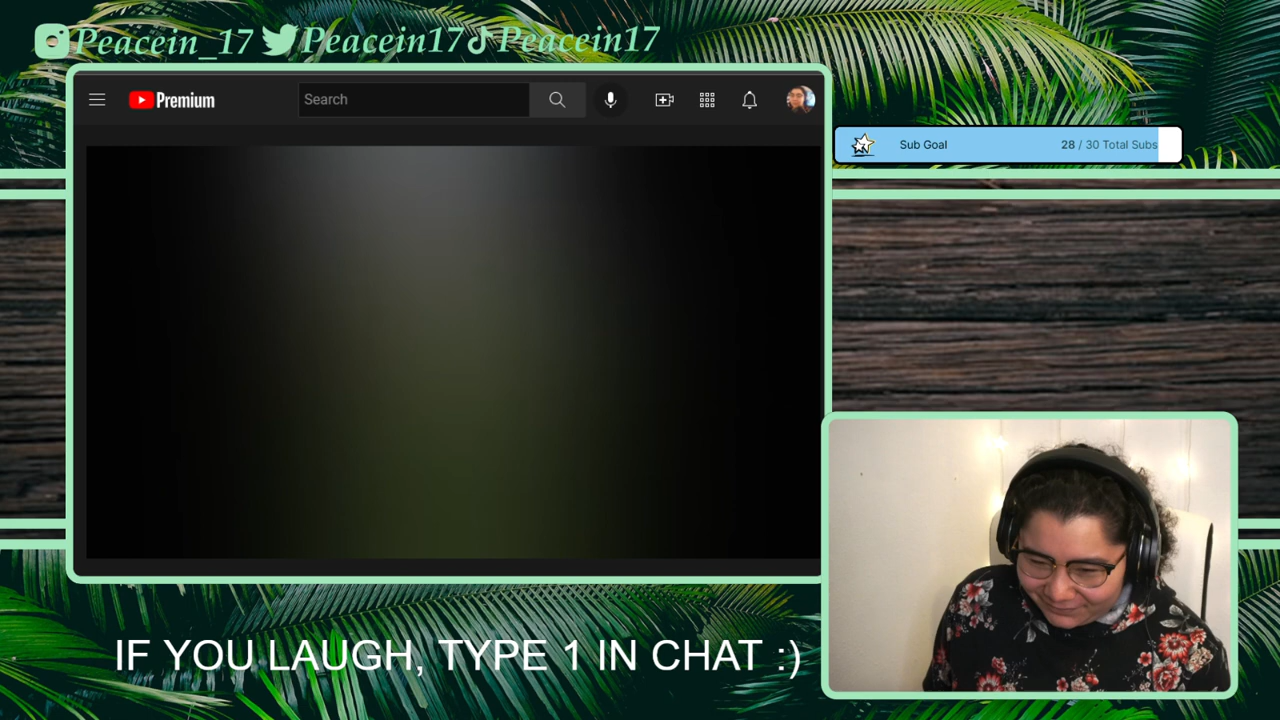 Peacein_17 Peacein17 Peacein17
Premium
Search
Sub Goal 28 / 30 Total Subs
IF YOU LAUGH, TYPE 1 IN CHAT :)